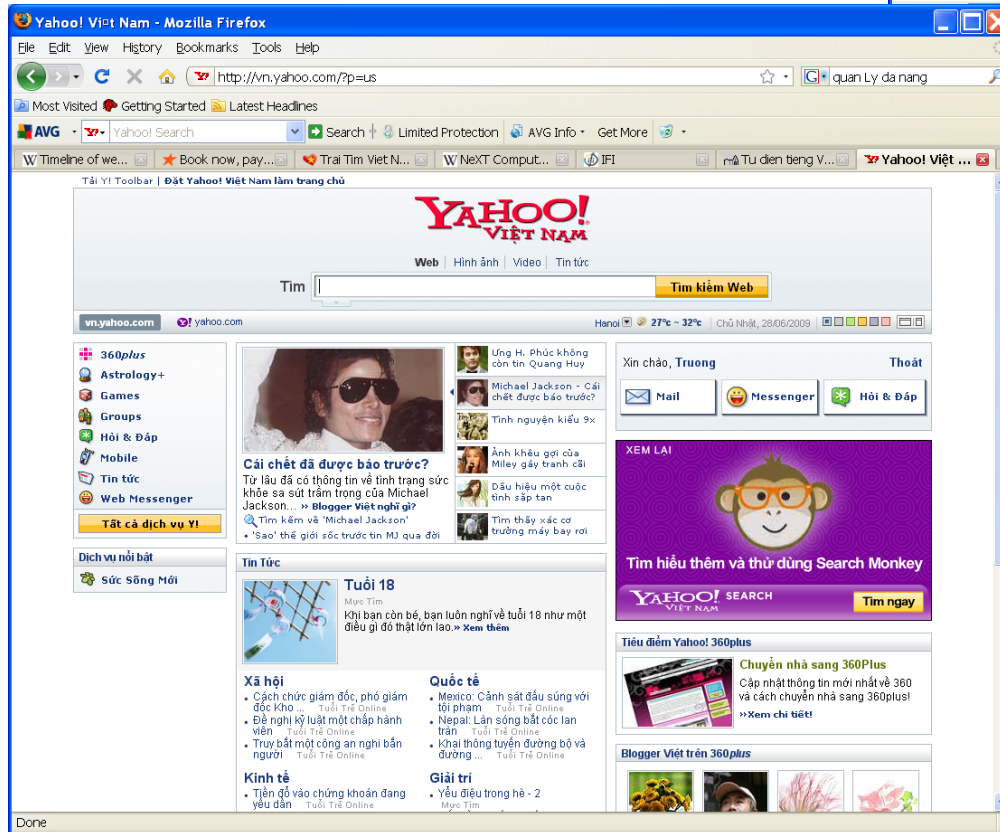 Yahoo! Vi□t Nam - Mozilla Firefox
File Edit View History Bookmarks Tools Help
http://vn.yahoo.com/?p=us
quan Ly da nang
Most Visited Getting Started Latest Headlines
AVG Yahoo! Search Search Limited Protection AVG Info Get More
Timeline of we... Book now, pay... Trai Tim Viet N... NeXT Comput... IFI Tu dien tieng V... Yahoo! Việt ...
Tải Y! Toolbar | Đặt Yahoo! Việt Nam làm trang chủ
YAHOO!
VIỆT NAM
Web Hình ảnh Video Tin tức
Tìm Tìm kiếm Web
vn.yahoo.com yahoo.com
Hanoi 27°c ~ 32°c | Chủ Nhật, 28/06/2009
360plus
Astrology+
Games
Groups
Hỏi & Đáp
Mobile
Tin tức
Web Messenger
Tất cả dịch vụ Y!
Dịch vụ nổi bật
Sức Sống Mới
Cái chết đã được báo trước?
Từ lâu đã có thông tin về tình trạng sức
khỏe sa sút trầm trọng của Michael
Jackson... » Blogger Việt nghĩ gì?
Tìm kếm về 'Michael Jackson'
• 'Sao' thế giới sốc trước tin MJ qua đời
Ưng H. Phúc không
còn tin Quang Huy
Michael Jackson - Cái
chết được báo trước?
Tình nguyện kiểu 9x
Ảnh khêu gợi của
Miley gây tranh cãi
Dấu hiệu một cuộc
tình sắp tan
Tìm thấy xác cơ
trưởng máy bay rơi
Tin Tức
Tuổi 18
Mực Tím
Khi bạn còn bé, bạn luôn nghĩ về tuổi 18 như một
điều gì đó thật lớn lao.» Xem thêm
Xã hội
• Cách chức giám đốc, phó giám
đốc Kho ... Tuổi Trẻ Online
• Đề nghị kỷ luật một chấp hành
viên Tuổi Trẻ Online
• Truy bắt một công an nghi bắn
người Tuổi Trẻ Online
Quốc tế
• Mexico: Cảnh sát đấu súng với
tội phạm Tuổi Trẻ Online
• Nepal: Làn sóng bắt cóc lan
tràn Tuổi Trẻ Online
• Khai thông tuyến đường bộ và
đường ... Tuổi Trẻ Online
Kinh tế
• Tiền đổ vào chứng khoán đang
yếu dần Tuổi Trẻ Online
Giải trí
• Yểu điệu trong hè - 2
Mực Tím
Xin chào, Truong Thoát
Mail Messenger Hỏi & Đáp
XEM LẠI
Tìm hiểu thêm và thử dùng Search Monkey
YAHOO! SEARCH
VIỆT NAM
Tìm ngay
Tiêu điểm Yahoo! 360plus
Chuyển nhà sang 360Plus
Cập nhật thông tin mới nhất về 360
và cách chuyển nhà sang 360plus!
»Xem chi tiết!
Blogger Việt trên 360plus
Done